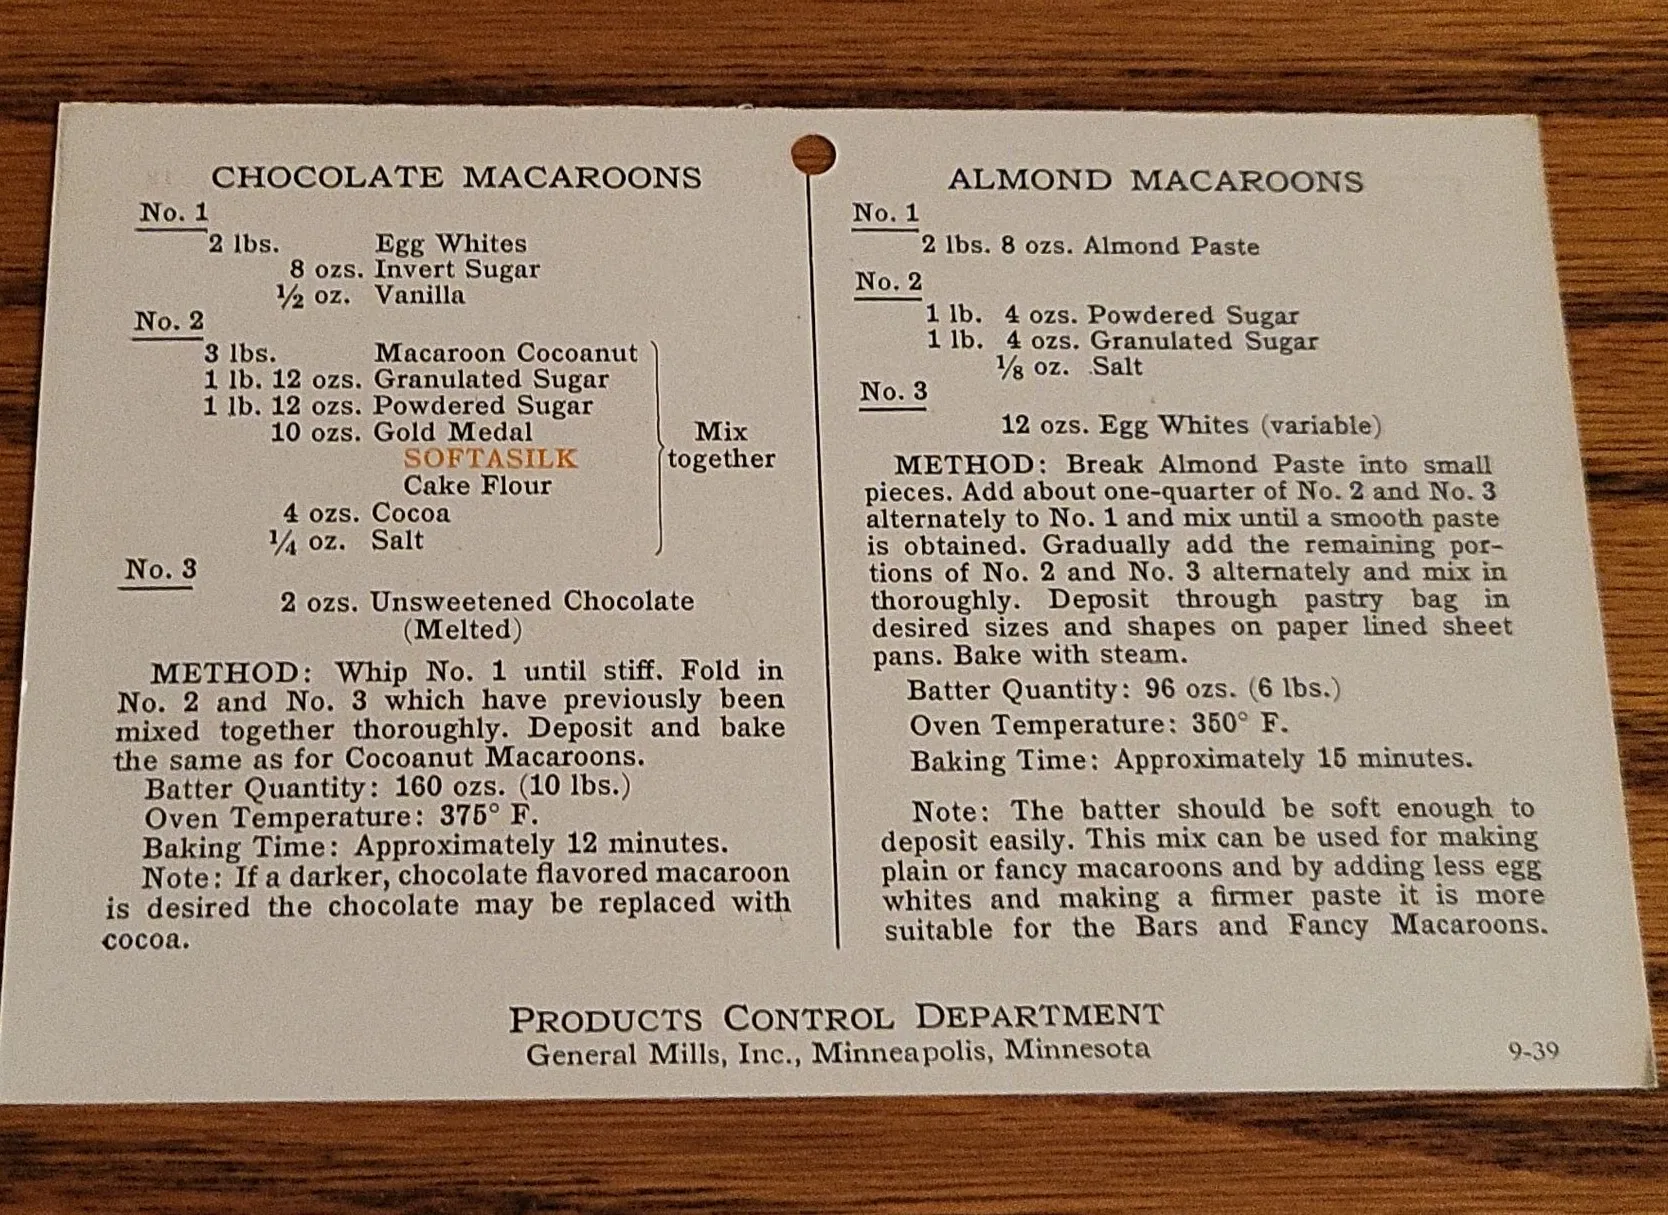 CHOCOLATE MACAROONS
No. 1
2 lbs. Egg Whites
8 ozs. Invert Sugar
½ oz. Vanilla
No. 2
3 lbs. Macaroon Cocoanut
1 lb. 12 ozs. Granulated Sugar
1 lb. 12 ozs. Powdered Sugar
10 ozs. Gold Medal
SOFTASILK
Cake Flour
4 ozs. Cocoa
¼ oz. Salt
Mix
together
No. 3
2 ozs. Unsweetened Chocolate
(Melted)
METHOD: Whip No. 1 until stiff. Fold in
No. 2 and No. 3 which have previously been
mixed together thoroughly. Deposit and bake
the same as for Cocoanut Macaroons.
Batter Quantity: 160 ozs. (10 lbs.)
Oven Temperature: 375° F.
Baking Time: Approximately 12 minutes.
Note: If a darker, chocolate flavored macaroon
is desired the chocolate may be replaced with
cocoa.
ALMOND MACAROONS
No. 1
2 lbs. 8 ozs. Almond Paste
No. 2
1 lb. 4 ozs. Powdered Sugar
1 lb. 4 ozs. Granulated Sugar
⅛ oz. Salt
No. 3
12 ozs. Egg Whites (variable)
METHOD: Break Almond Paste into small
pieces. Add about one-quarter of No. 2 and No. 3
alternately to No. 1 and mix until a smooth paste
is obtained. Gradually add the remaining por-
tions of No. 2 and No. 3 alternately and mix in
thoroughly. Deposit through pastry bag in
desired sizes and shapes on paper lined sheet
pans. Bake with steam.
Batter Quantity: 96 ozs. (6 lbs.)
Oven Temperature: 350° F.
Baking Time: Approximately 15 minutes.
Note: The batter should be soft enough to
deposit easily. This mix can be used for making
plain or fancy macaroons and by adding less egg
whites and making a firmer paste it is more
suitable for the Bars and Fancy Macaroons.
PRODUCTS CONTROL DEPARTMENT
General Mills, Inc., Minneapolis, Minnesota
9-39